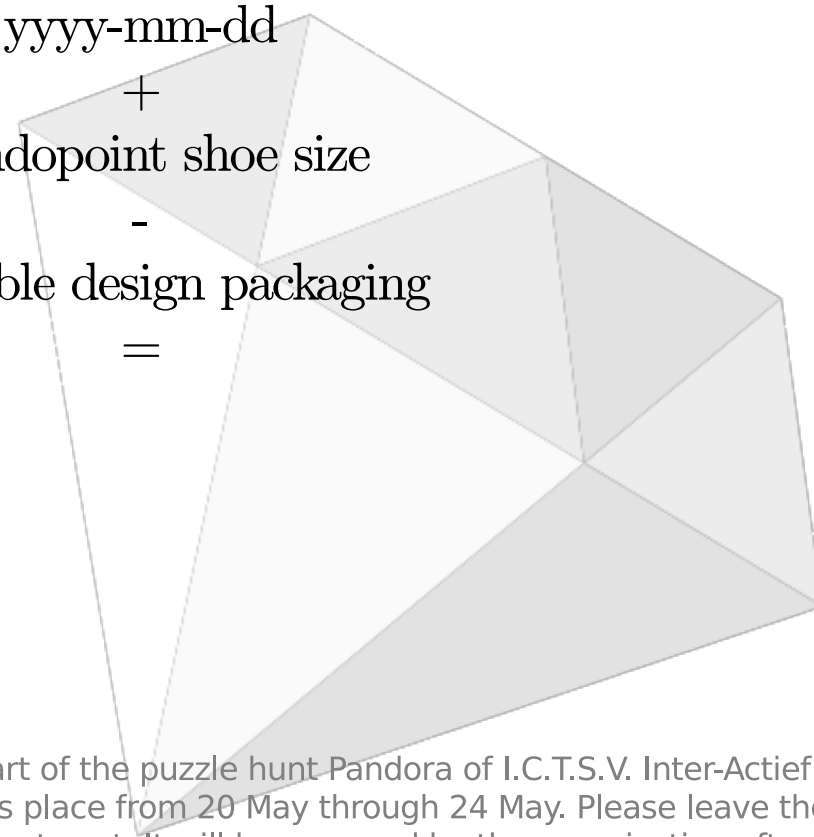 yyyy-mm-dd
+
dopoint shoe size
-
ble design packaging
=
art of the puzzle hunt Pandora of I.C.T.S.V. Inter-Actief
s place from 20 May through 24 May. Please leave the